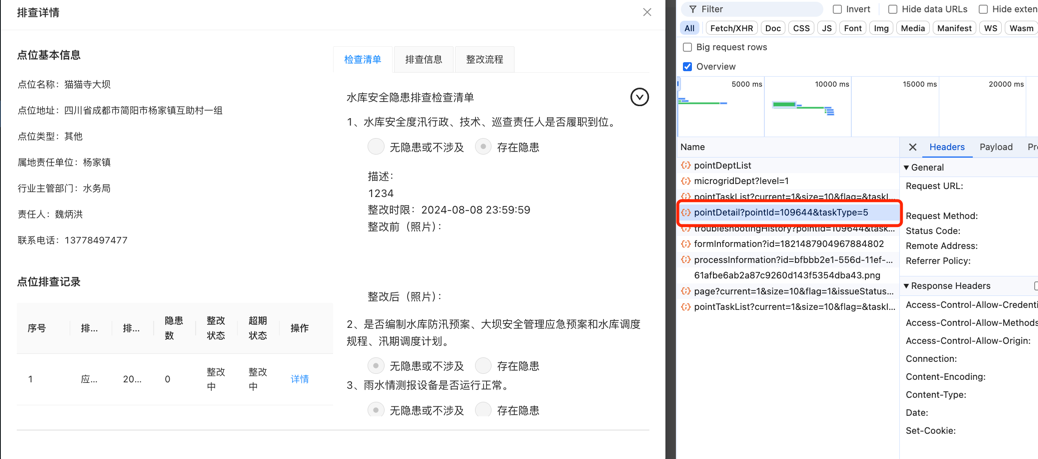 排查详情
点位基本信息
点位名称：猫猫寺大坝
点位地址：四川省成都市简阳市杨家镇互助村一组
点位类型：其他
属地责任单位：杨家镇
行业主管部门：水务局
责任人：魏炳洪
联系电话：13778497477
点位排查记录
序号 排... 排... 隐患数 整改状态 超期状态 操作
1 应... 20... 0 整改中 整改中 详情
检查清单 排查信息 整改流程
水库安全隐患排查检查清单
1、水库安全度汛行政、技术、巡查责任人是否履职到位。
无隐患或不涉及 存在隐患
描述:
1234
整改时限：2024-08-08 23:59:59
整改前（照片）:
整改后（照片）:
2、是否编制水库防汛预案、大坝安全管理应急预案和水库调度
规程、汛期调度计划。
无隐患或不涉及 存在隐患
3、雨水情测报设备是否运行正常。
无隐患或不涉及 存在隐患
Filter Invert Hide data URLs Hide exten
All Fetch/XHR Doc CSS JS Font Img Media Manifest WS Wasm
Big request rows
Overview
5000 ms 10000 ms 15000 ms 20000 ms
Name
pointDeptList
microgridDept?level=1
pointTaskList?current=1&size=10&flag=&taskI...
pointDetail?pointId=109644&taskType=5
troubleshootingHistory?pointId=109644&task...
formInformation?id=1821487904967884802
processInformation?id=bfbbb2e1-556d-11ef-...
61afbe6ab2a87c9260d143f5354dba43.png
page?current=1&size=10&flag=1&issueStatus...
pointTaskList?current=1&size=10&flag=&taskI...
Headers Payload Pr
General
Request URL:
Request Method:
Status Code:
Remote Address:
Referrer Policy:
Response Headers
Access-Control-Allow-Credenti
Access-Control-Allow-Methods
Access-Control-Allow-Origin:
Connection:
Content-Encoding:
Content-Type:
Date:
Set-Cookie: